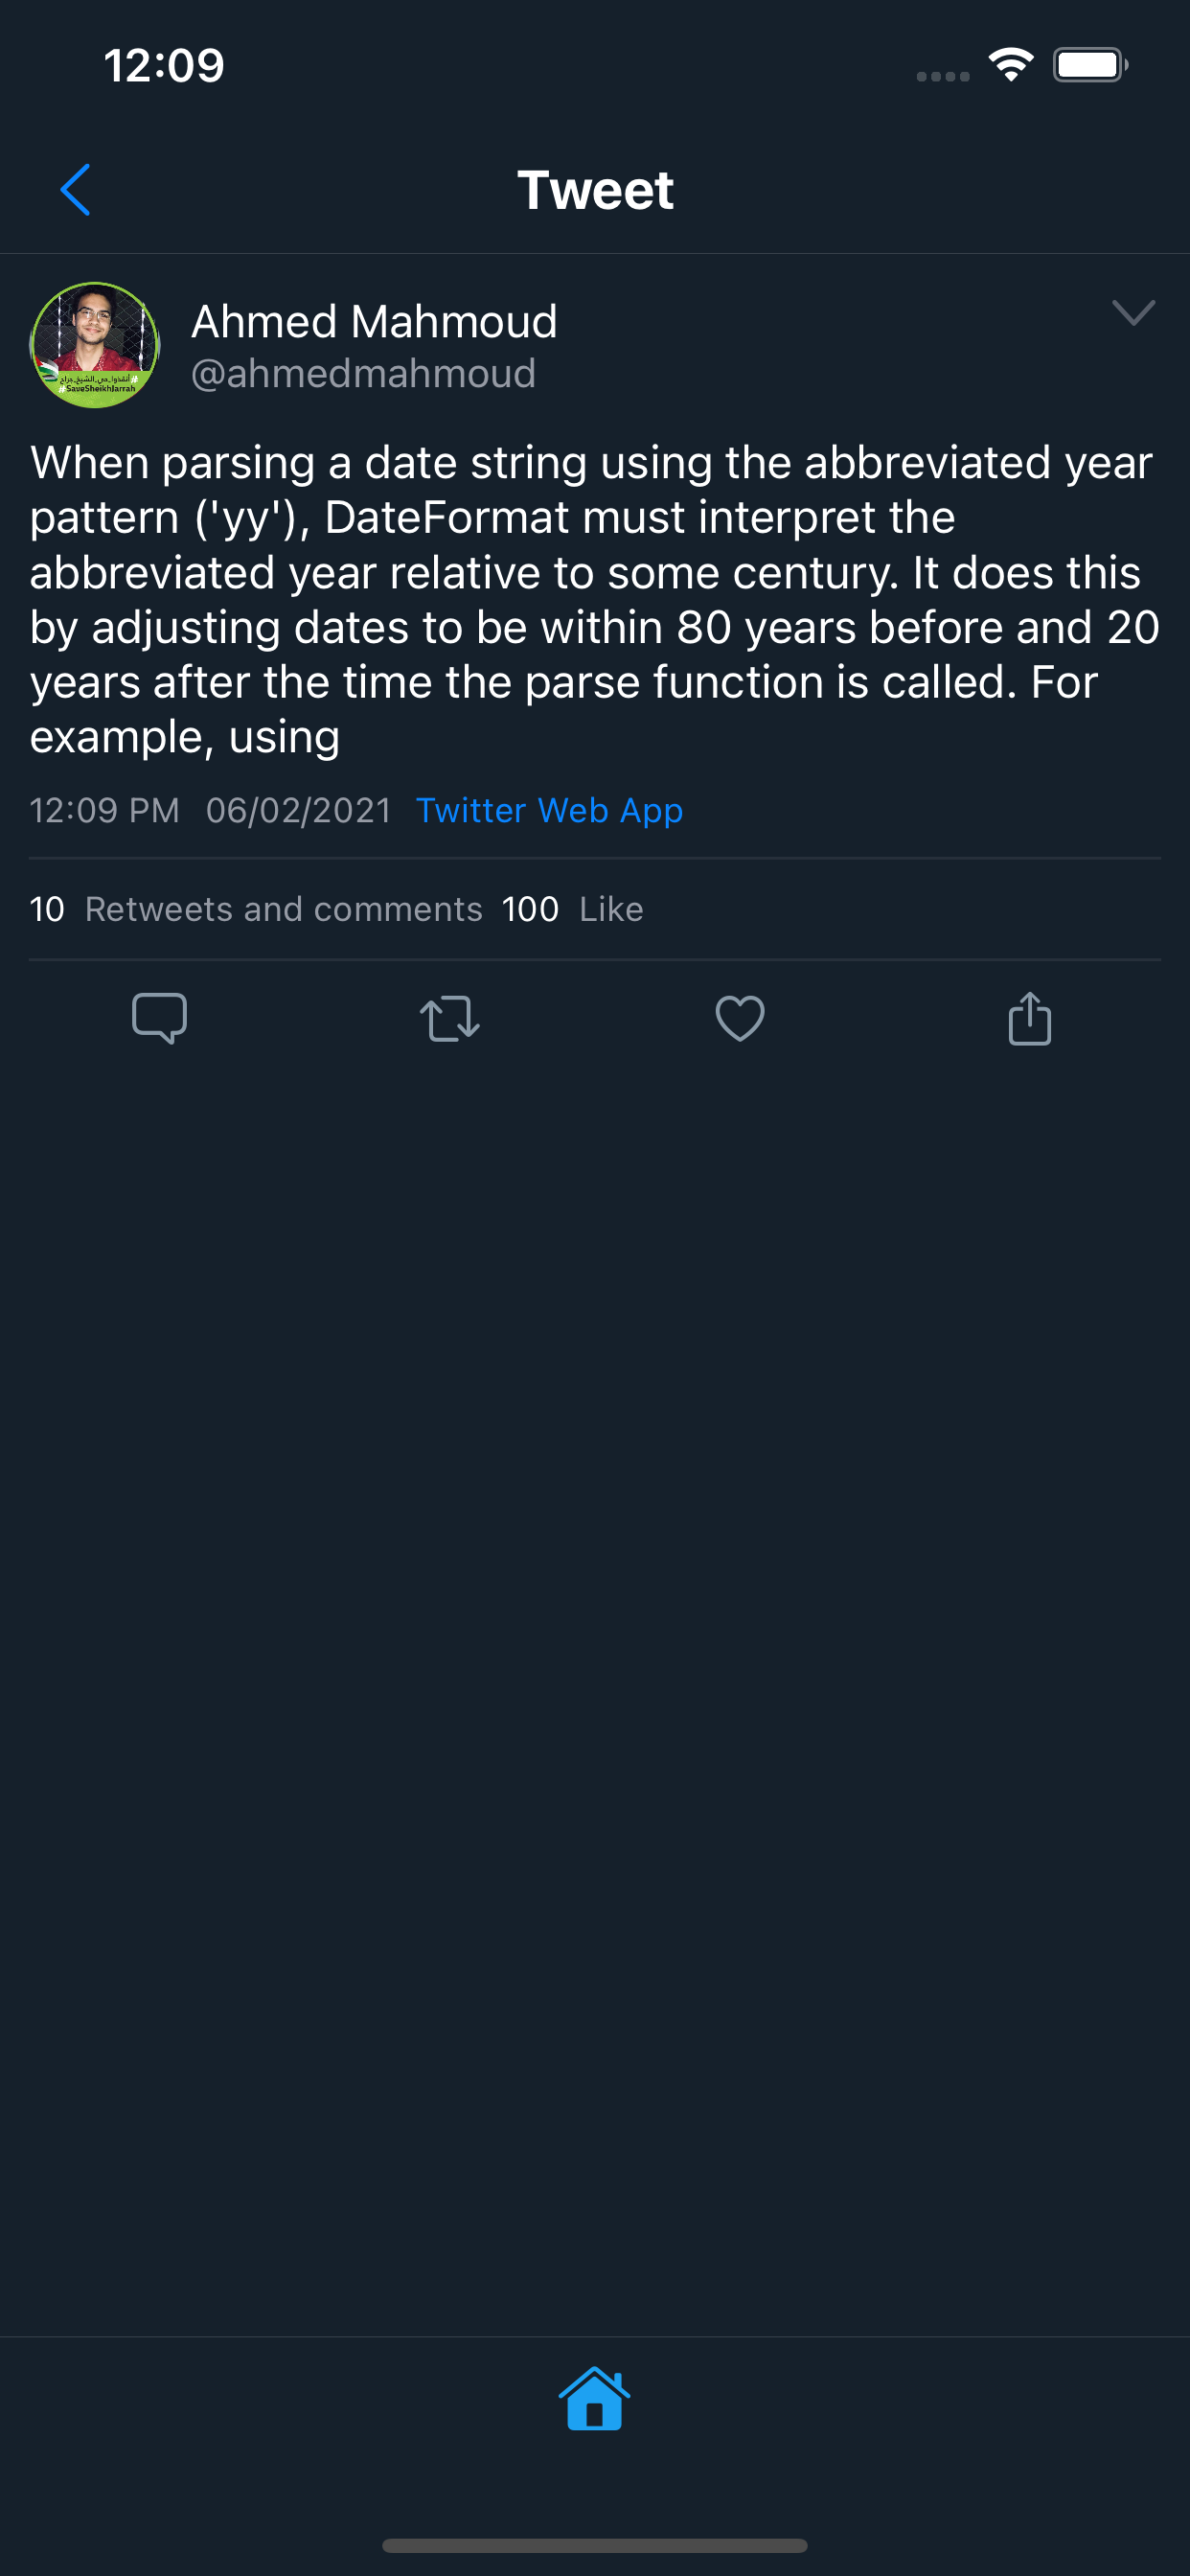 12:09
Tweet
Ahmed Mahmoud
@ahmedmahmoud
#أنقذوا_حي_الشيخ_جراح
#SaveSheikhJarrah
When parsing a date string using the abbreviated year
pattern ('yy'), DateFormat must interpret the
abbreviated year relative to some century. It does this
by adjusting dates to be within 80 years before and 20
years after the time the parse function is called. For
example, using
12:09 PM 06/02/2021 Twitter Web App
10 Retweets and comments 100 Like